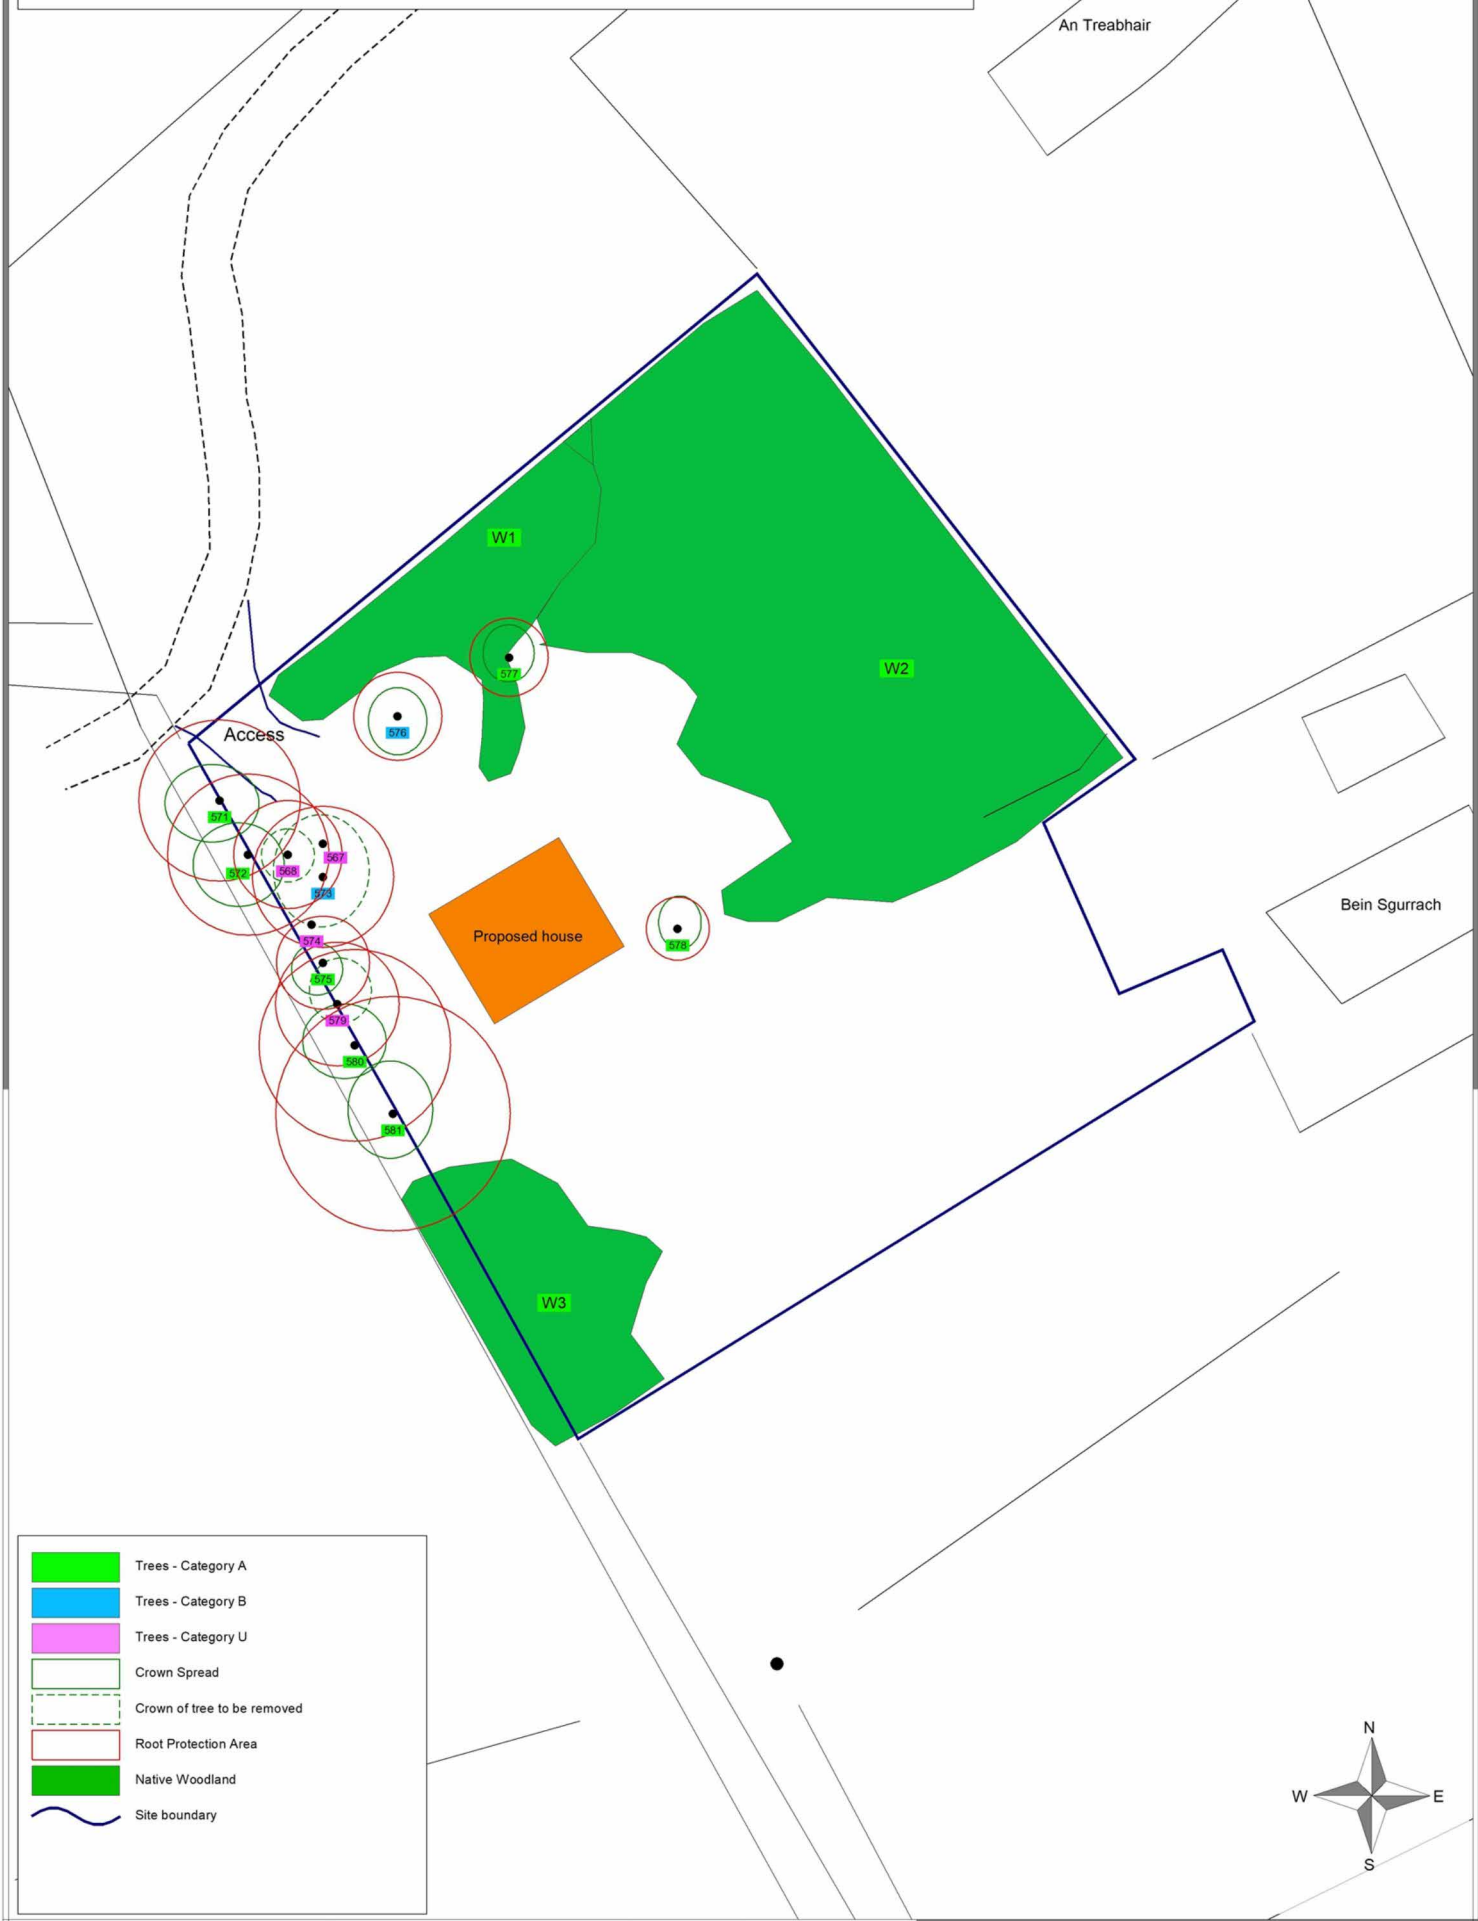 An Treabhair
W1
W2
577
576
Access
571
567
572
568
573
Bein Sgurrach
Proposed house
574
578
575
579
580
581
W3
Trees - Category A
Trees - Category B
Trees - Category U
Crown Spread
Crown of tree to be removed
Root Protection Area
Native Woodland
Site boundary
N
W
E
S